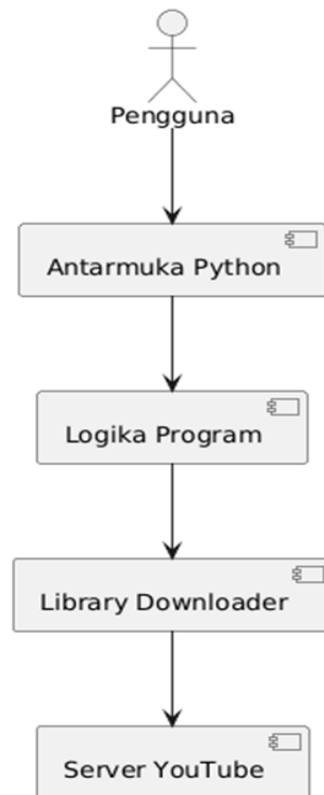 Pengguna
Antarmuka Python
Logika Program
Library Downloader
Server YouTube